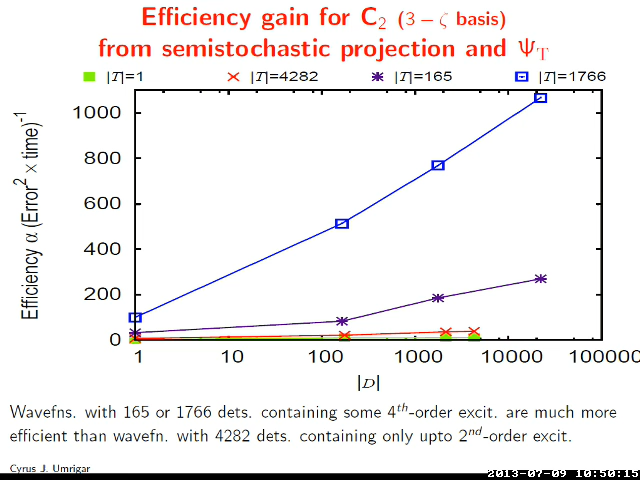 Efficiency gain for C₂ (3 − ζ basis)
from semistochastic projection and Ψ_T
|𝒯|=1 |𝒯|=4282 |𝒯|=165 |𝒯|=1766
Efficiency α (Error² × time)⁻¹
1000
800
600
400
200
0
1 10 100 1000 10000 100000
|𝒟|
Wavefns. with 165 or 1766 dets. containing some 4ᵗʰ-order excit. are much more
efficient than wavefn. with 4282 dets. containing only upto 2ⁿᵈ-order excit.
Cyrus J. Umrigar
2013-07-09 10:50:15